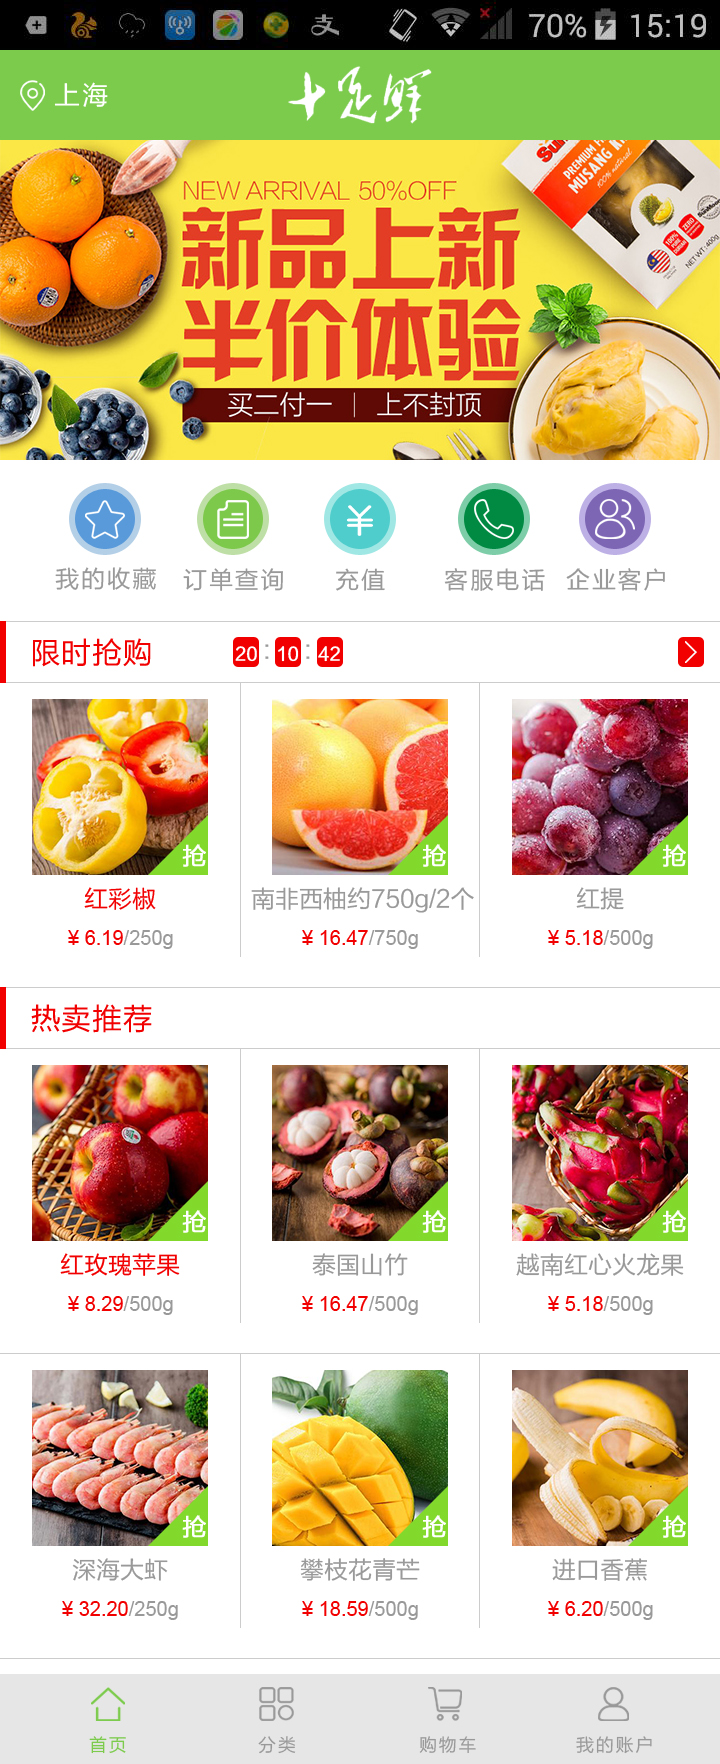 70% 15:19
上海
十足鲜
NEW ARRIVAL 50%OFF
新品上新
半价体验
买二付一 | 上不封顶
PREMIUM
MUSANG
100% natural
NET WT: 400g
我的收藏 订单查询 充值 客服电话 企业客户
限时抢购 20:10:42
抢 抢 抢
红彩椒 南非西柚约750g/2个 红提
¥ 6.19/250g ¥ 16.47/750g ¥ 5.18/500g
热卖推荐
抢 抢 抢
红玫瑰苹果 泰国山竹 越南红心火龙果
¥ 8.29/500g ¥ 16.47/500g ¥ 5.18/500g
抢 抢 抢
深海大虾 攀枝花青芒 进口香蕉
¥ 32.20/250g ¥ 18.59/500g ¥ 6.20/500g
首页 分类 购物车 我的账户